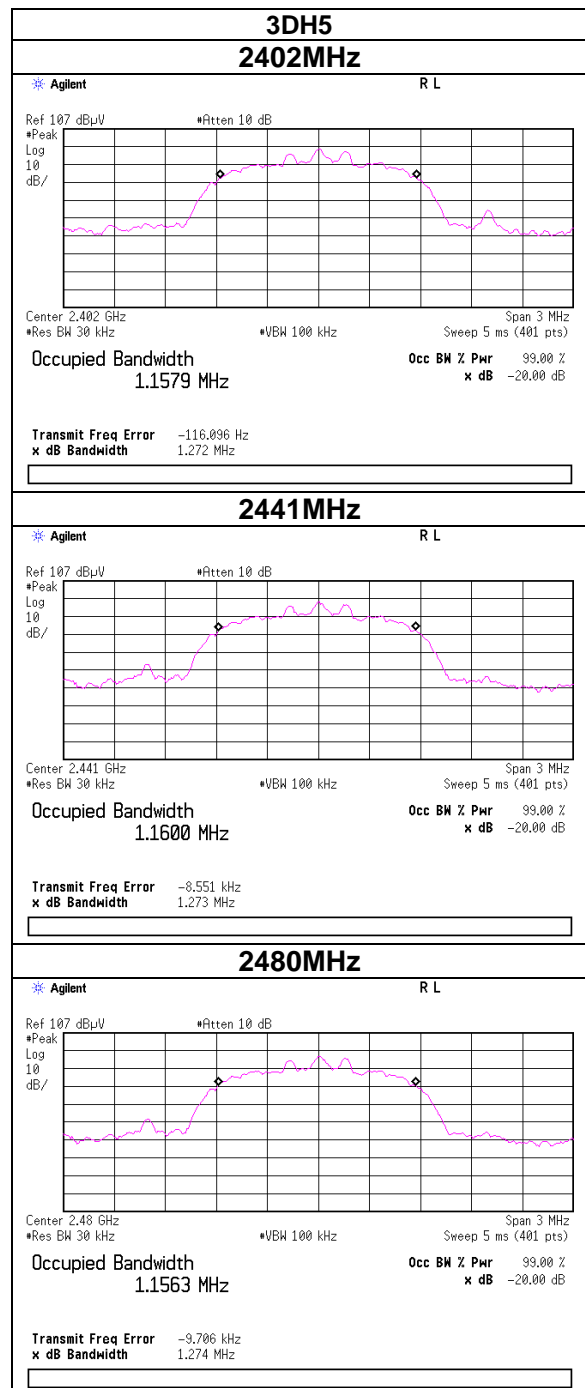 3DH5
2402MHz
Agilent R L
Ref 107 dBµV #Atten 10 dB
#Peak
Log
10
dB/
Center 2.402 GHz Span 3 MHz
#Res BW 30 kHz #VBW 100 kHz Sweep 5 ms (401 pts)
Occupied Bandwidth Occ BW % Pwr 99.00 %
1.1579 MHz x dB -20.00 dB
Transmit Freq Error -116.096 Hz
x dB Bandwidth 1.272 MHz
2441MHz
Agilent R L
Ref 107 dBµV #Atten 10 dB
#Peak
Log
10
dB/
Center 2.441 GHz Span 3 MHz
#Res BW 30 kHz #VBW 100 kHz Sweep 5 ms (401 pts)
Occupied Bandwidth Occ BW % Pwr 99.00 %
1.1600 MHz x dB -20.00 dB
Transmit Freq Error -8.551 kHz
x dB Bandwidth 1.273 MHz
2480MHz
Agilent R L
Ref 107 dBµV #Atten 10 dB
#Peak
Log
10
dB/
Center 2.48 GHz Span 3 MHz
#Res BW 30 kHz #VBW 100 kHz Sweep 5 ms (401 pts)
Occupied Bandwidth Occ BW % Pwr 99.00 %
1.1563 MHz x dB -20.00 dB
Transmit Freq Error -9.706 kHz
x dB Bandwidth 1.274 MHz